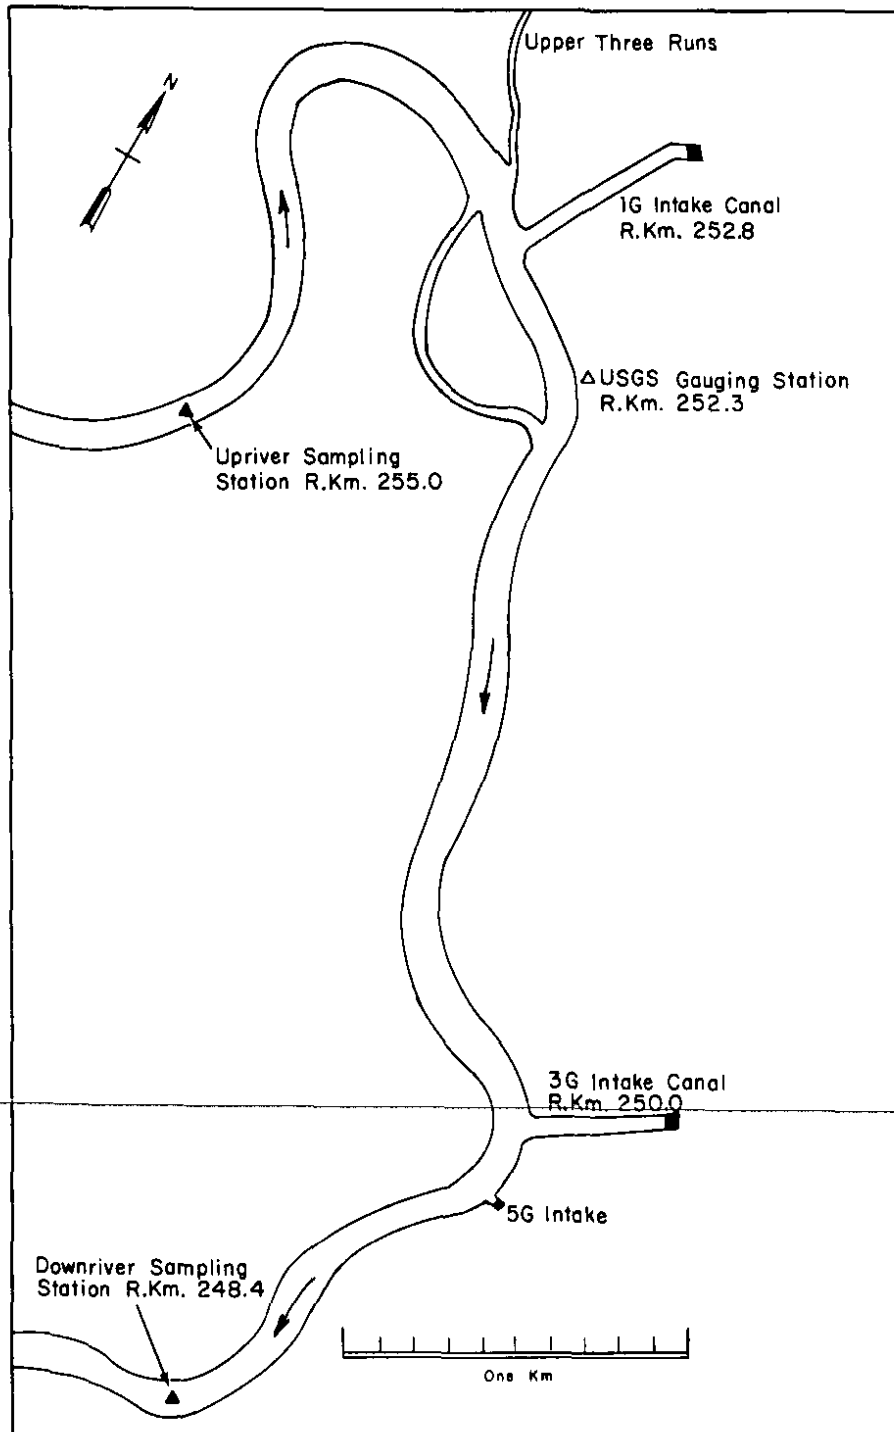 Upper Three Runs
N
1G Intake Canal
R.Km. 252.8
USGS Gauging Station
R.Km. 252.3
Upriver Sampling
Station R.Km. 255.0
3G Intake Canal
R.Km. 250.0
5G Intake
Downriver Sampling
Station R.Km. 248.4
One Km